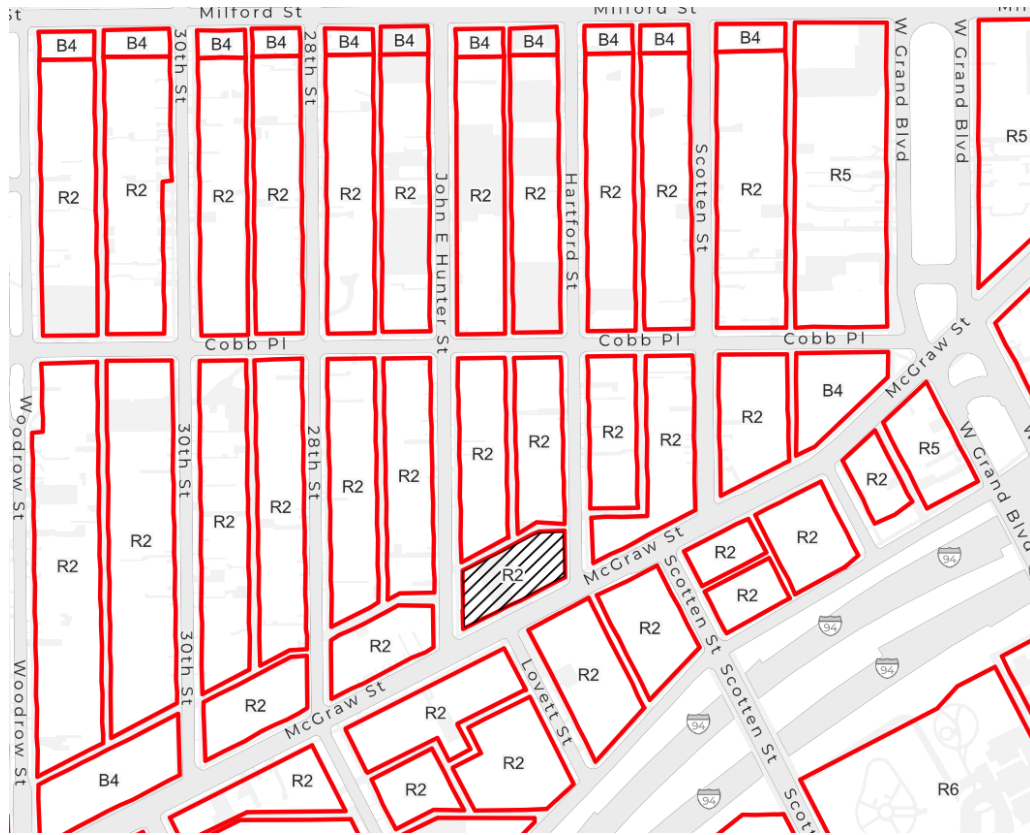 St
Milford St
Milford St
B4
B4
B4
B4
B4
B4
B4
B4
B4
B4
B4
30th St
28th St
W Grand Blvd
W Grand Blvd
R2
R2
R2
R2
R2
R2
R2
R2
R2
R2
R2
R5
R5
John E Hunter St
Hartford St
Scotten St
Cobb Pl
Cobb Pl
Cobb Pl
McGraw St
Woodrow St
30th St
28th St
R2
R2
R2
R2
R2
R2
R2
R2
R2
R2
R2
B4
R2
R5
W Grand Blvd
R2
McGraw St
R2
R2
R2
Scotten St
R2
R2
R2
94
94
94
94
94
Woodrow St
30th St
R2
McGraw St
R2
R2
Lovett St
Scotten St
B4
R2
R2
R2
R6
Scott